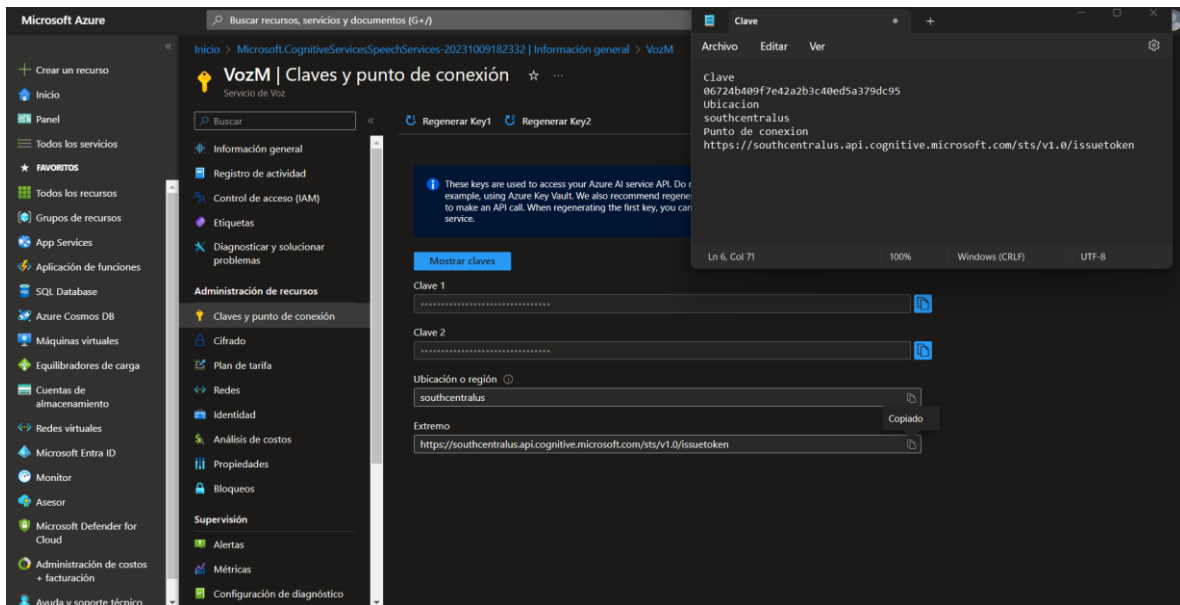 Microsoft Azure
Buscar recursos, servicios y documentos (G+/)
Crear un recurso
Inicio
Panel
Todos los servicios
FAVORITOS
Todos los recursos
Grupos de recursos
App Services
Aplicación de funciones
SQL Database
Azure Cosmos DB
Máquinas virtuales
Equilibradores de carga
Cuentas de
almacenamiento
Redes virtuales
Microsoft Entra ID
Monitor
Asesor
Microsoft Defender for
Cloud
Administración de costos
+ facturación
Ayuda y soporte técnico
Inicio > Microsoft.CognitiveServicesSpeechServices-20231009182332 | Información general > VozM
VozM | Claves y punto de conexión
Servicio de Voz
Buscar
Información general
Registro de actividad
Control de acceso (IAM)
Etiquetas
Diagnosticar y solucionar
problemas
Administración de recursos
Claves y punto de conexión
Cifrado
Plan de tarifa
Redes
Identidad
Análisis de costos
Propiedades
Bloqueos
Supervisión
Alertas
Métricas
Configuración de diagnóstico
Regenerar Key1 Regenerar Key2
These keys are used to access your Azure AI service API. Do
example, using Azure Key Vault. We also recommend regene
to make an API call. When regenerating the first key, you can
service.
Mostrar claves
Clave 1
Clave 2
Ubicación o región
southcentralus
Copiado
Extremo
https://southcentralus.api.cognitive.microsoft.com/sts/v1.0/issuetoken
Clave
Archivo Editar Ver
Clave
06724b409f7e42a2b3c40ed5a379dc95
Ubicacion
southcentralus
Punto de conexion
https://southcentralus.api.cognitive.microsoft.com/sts/v1.0/issuetoken
Ln 6, Col 71 100% Windows (CRLF) UTF-8